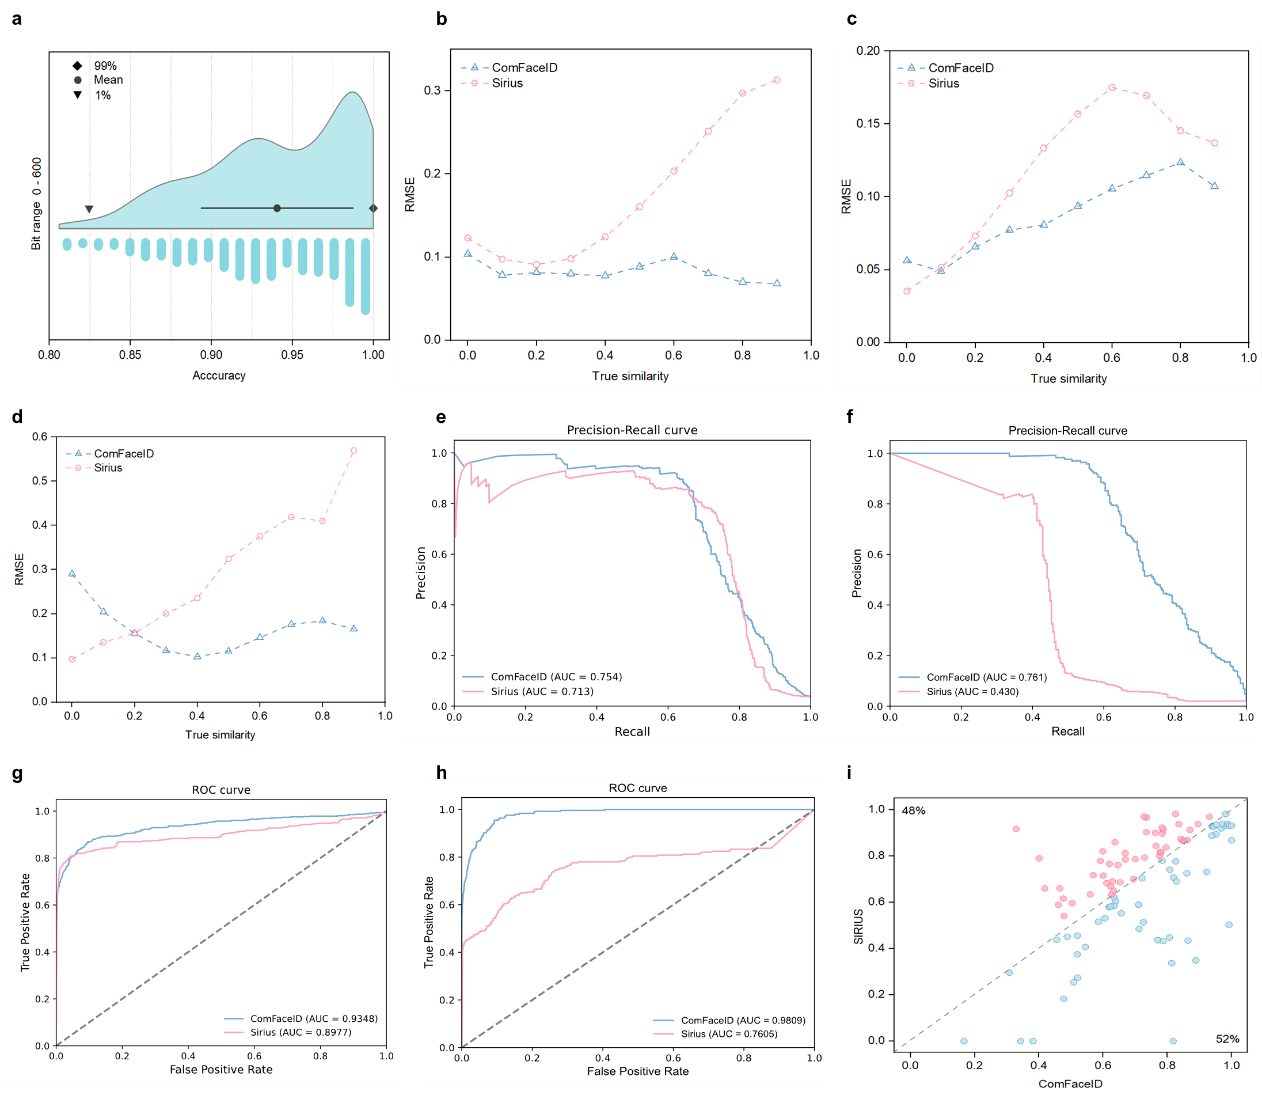 a
99%
Mean
1%
Bit range 0 - 600
0.80 0.85 0.90 0.95 1.00
Acccuracy
b
ComFaceID
Sirius
RMSE
0.3
0.2
0.1
0.0
0.0 0.2 0.4 0.6 0.8 1.0
True similarity
c
ComFaceID
Sirius
RMSE
0.20
0.15
0.10
0.05
0.00
0.0 0.2 0.4 0.6 0.8 1.0
True similarity
d
ComFaceID
Sirius
RMSE
0.6
0.5
0.4
0.3
0.2
0.1
0.0
0.0 0.2 0.4 0.6 0.8 1.0
True similarity
e
Precision-Recall curve
Precision
1.0
0.8
0.6
0.4
0.2
0.0
ComFaceID (AUC = 0.754)
Sirius (AUC = 0.713)
0.0 0.2 0.4 0.6 0.8 1.0
Recall
f
Precision-Recall curve
Precision
1.0
0.8
0.6
0.4
0.2
0.0
ComFaceID (AUC = 0.761)
Sirius (AUC = 0.430)
0.0 0.2 0.4 0.6 0.8 1.0
Recall
g
ROC curve
True Positive Rate
1.0
0.8
0.6
0.4
0.2
0.0
ComFaceID (AUC = 0.9348)
Sirius (AUC = 0.8977)
0.0 0.2 0.4 0.6 0.8 1.0
False Positive Rate
h
ROC curve
True Positive Rate
1.0
0.8
0.6
0.4
0.2
0.0
ComFaceID (AUC = 0.9809)
Sirius (AUC = 0.7605)
0.0 0.2 0.4 0.6 0.8 1.0
False Positive Rate
i
48%
SIRIUS
1.0
0.8
0.6
0.4
0.2
0.0
52%
0.0 0.2 0.4 0.6 0.8 1.0
ComFaceID